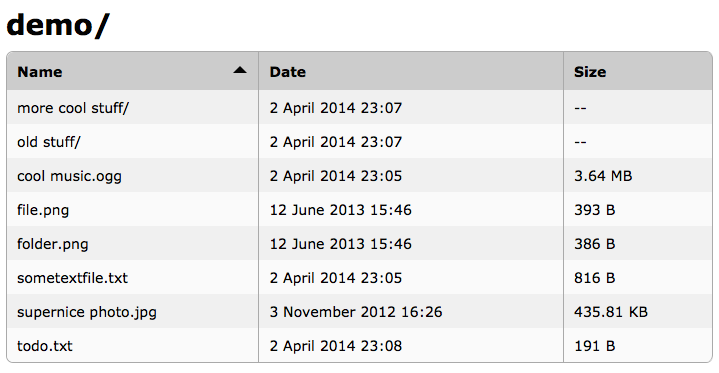 demo/
Name Date Size
more cool stuff/ 2 April 2014 23:07 --
old stuff/ 2 April 2014 23:07 --
cool music.ogg 2 April 2014 23:05 3.64 MB
file.png 12 June 2013 15:46 393 B
folder.png 12 June 2013 15:46 386 B
sometextfile.txt 2 April 2014 23:05 816 B
supernice photo.jpg 3 November 2012 16:26 435.81 KB
todo.txt 2 April 2014 23:08 191 B